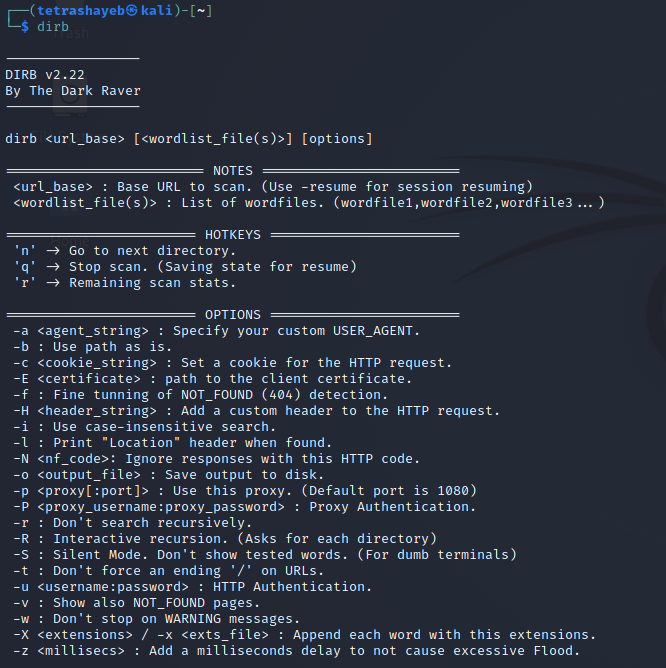 ┌──(tetrashayeb㉿kali)-[~]
└─$ dirb
-----------------
DIRB v2.22
By The Dark Raver
-----------------
dirb <url_base> [<wordlist_file(s)>] [options]
========================= NOTES =========================
<url_base> : Base URL to scan. (Use -resume for session resuming)
<wordlist_file(s)> : List of wordfiles. (wordfile1,wordfile2,wordfile3...)
======================== HOTKEYS ========================
'n' -> Go to next directory.
'q' -> Stop scan. (Saving state for resume)
'r' -> Remaining scan stats.
======================== OPTIONS ========================
-a <agent_string> : Specify your custom USER_AGENT.
-b : Use path as is.
-c <cookie_string> : Set a cookie for the HTTP request.
-E <certificate> : path to the client certificate.
-f : Fine tunning of NOT_FOUND (404) detection.
-H <header_string> : Add a custom header to the HTTP request.
-i : Use case-insensitive search.
-l : Print "Location" header when found.
-N <nf_code>: Ignore responses with this HTTP code.
-o <output_file> : Save output to disk.
-p <proxy[:port]> : Use this proxy. (Default port is 1080)
-P <proxy_username:proxy_password> : Proxy Authentication.
-r : Don't search recursively.
-R : Interactive recursion. (Asks for each directory)
-S : Silent Mode. Don't show tested words. (For dumb terminals)
-t : Don't force an ending '/' on URLs.
-u <username:password> : HTTP Authentication.
-v : Show also NOT_FOUND pages.
-w : Don't stop on WARNING messages.
-X <extensions> / -x <exts_file> : Append each word with this extensions.
-z <millisecs> : Add a milliseconds delay to not cause excessive Flood.